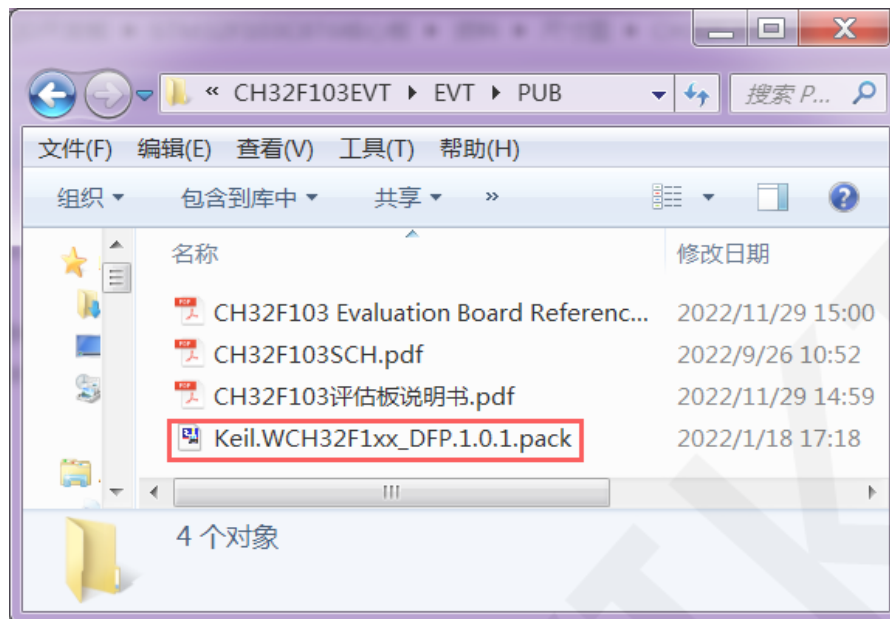 « CH32F103EVT ▸ EVT ▸ PUB 搜索 P...
文件(F) 编辑(E) 查看(V) 工具(T) 帮助(H)
组织 包含到库中 共享 »
名称 修改日期
CH32F103 Evaluation Board Referenc... 2022/11/29 15:00
CH32F103SCH.pdf 2022/9/26 10:52
CH32F103评估板说明书.pdf 2022/11/29 14:59
Keil.WCH32F1xx_DFP.1.0.1.pack 2022/1/18 17:18
4 个对象